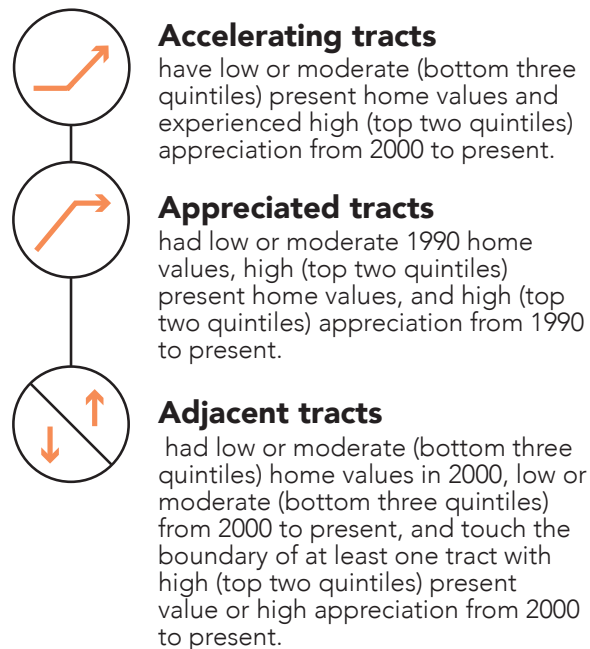 Accelerating tracts
have low or moderate (bottom three
quintiles) present home values and
experienced high (top two quintiles)
appreciation from 2000 to present.
Appreciated tracts
had low or moderate 1990 home
values, high (top two quintiles)
present home values, and high (top
two quintiles) appreciation from 1990
to present.
Adjacent tracts
had low or moderate (bottom three
quintiles) home values in 2000, low or
moderate (bottom three quintiles)
from 2000 to present, and touch the
boundary of at least one tract with
high (top two quintiles) present
value or high appreciation from 2000
to present.